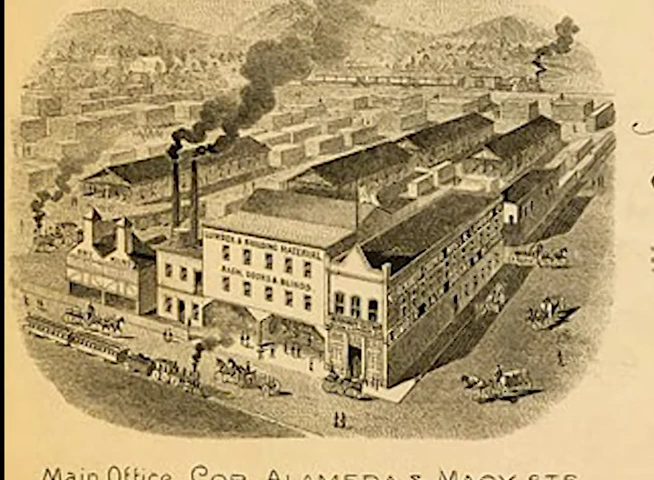 LUMBER & BUILDING MATERIAL
SASH, DOORS & BLINDS
Main Office, COR. ALAMEDA & MACY STS.